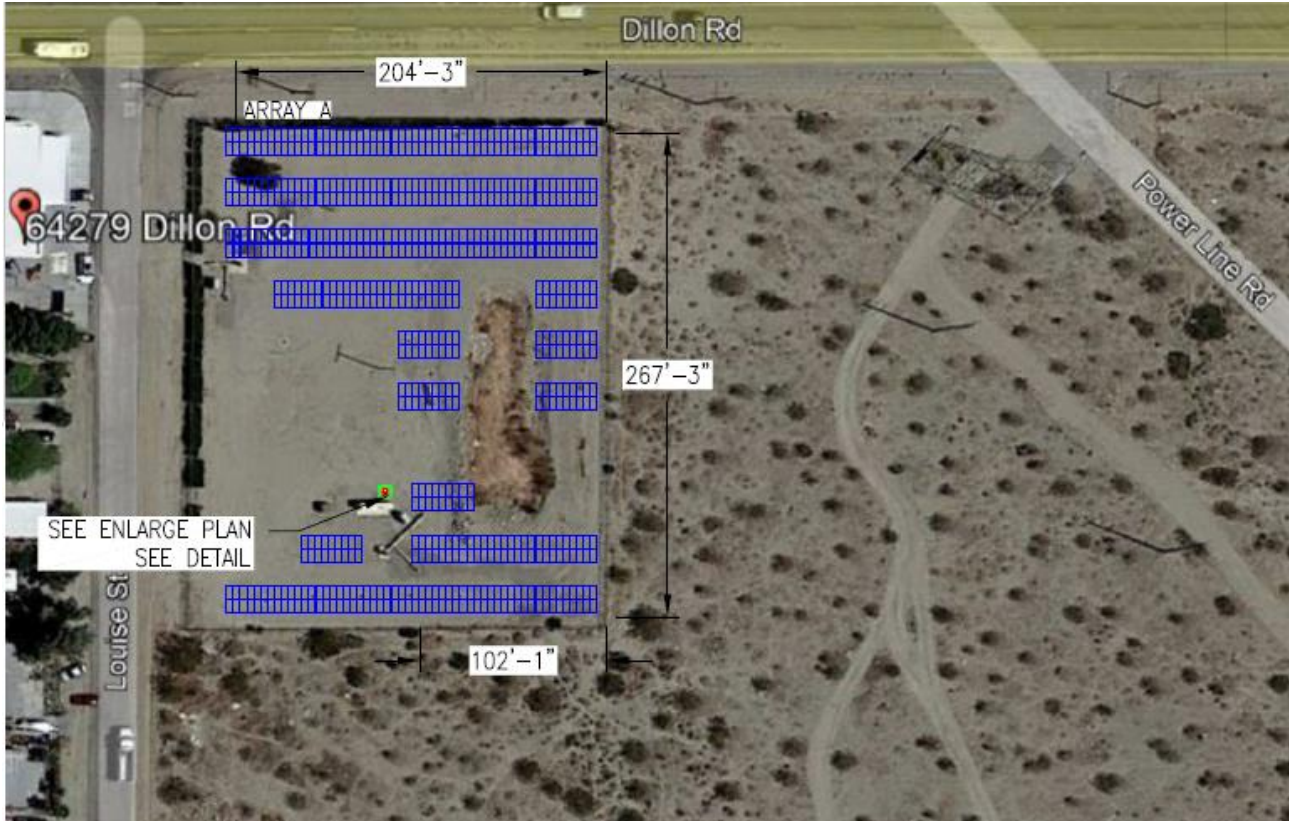 Dillon Rd
204'-3"
ARRAY A
64279 Dillon Rd
Power Line Rd
267'-3"
SEE ENLARGE PLAN
SEE DETAIL
Louise St
102'-1"